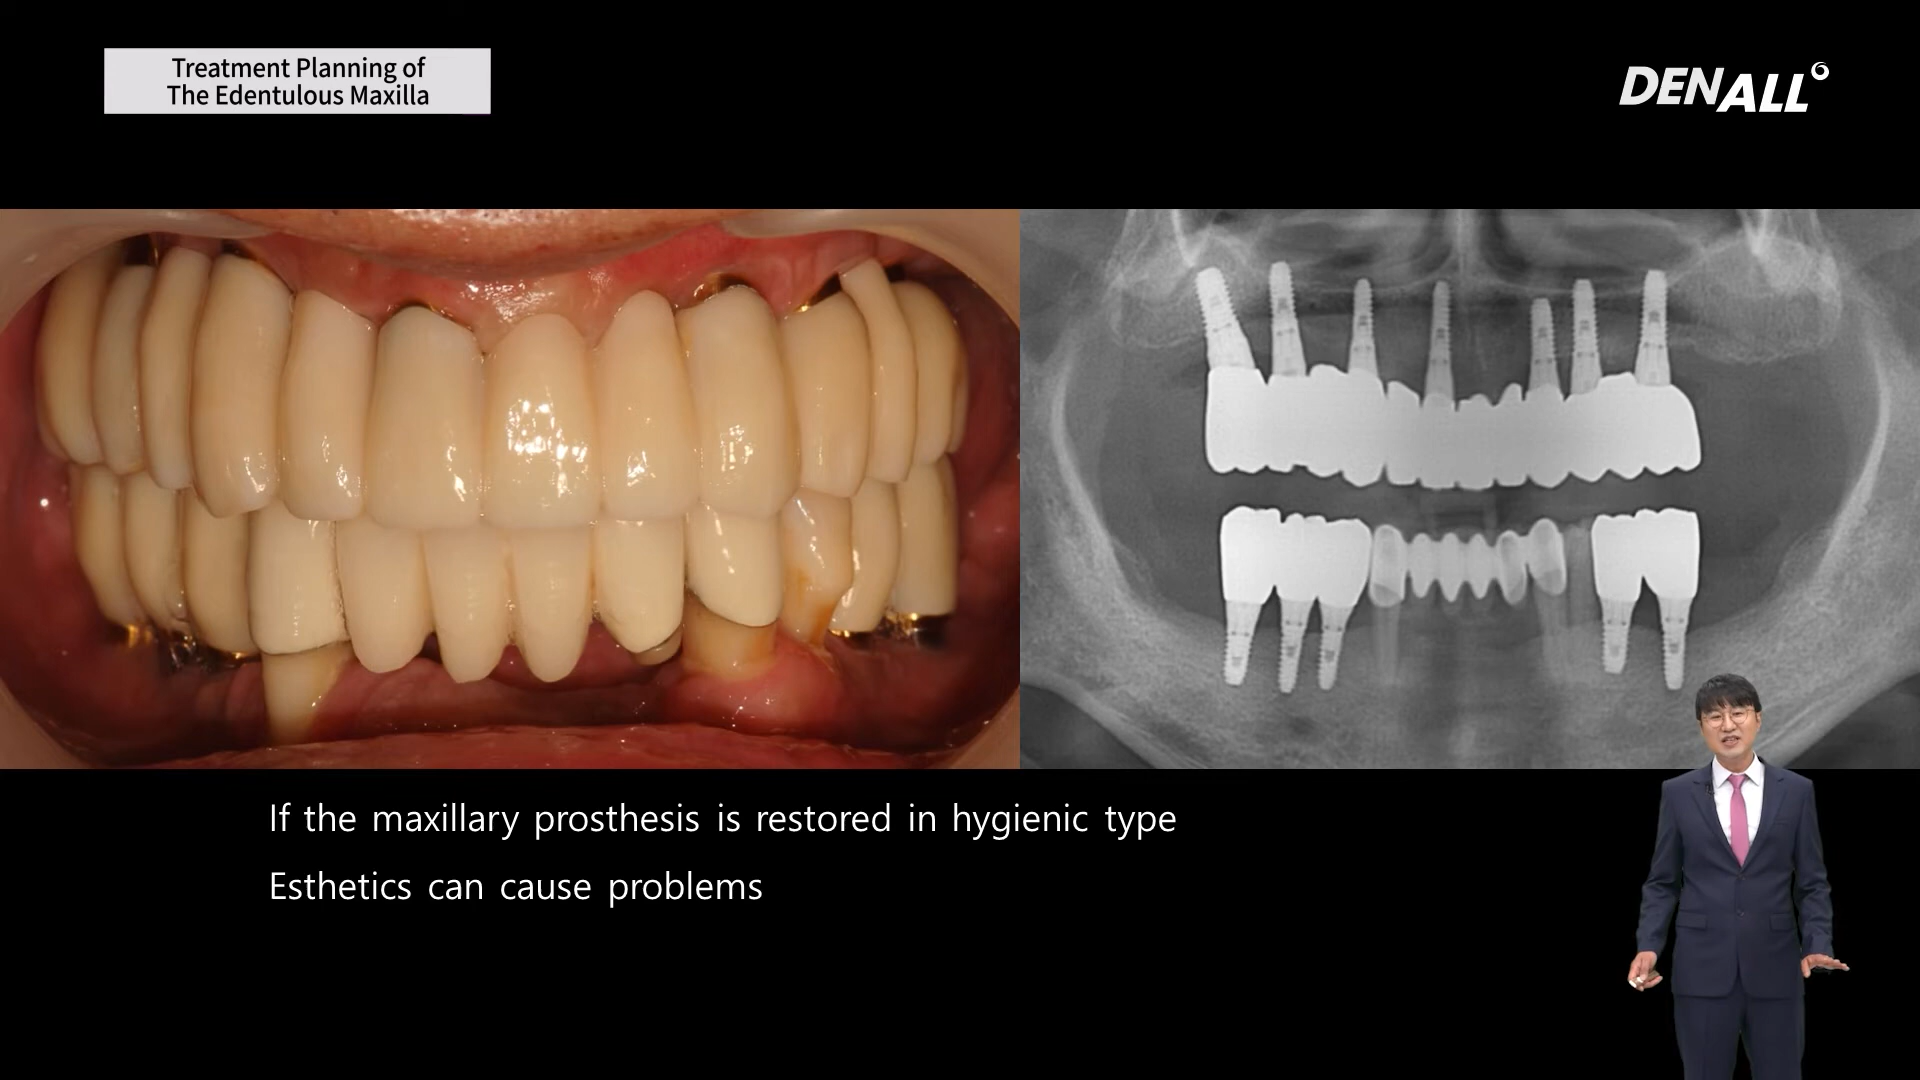 Treatment Planning of
The Edentulous Maxilla
DENALL
If the maxillary prosthesis is restored in hygienic type
Esthetics can cause problems